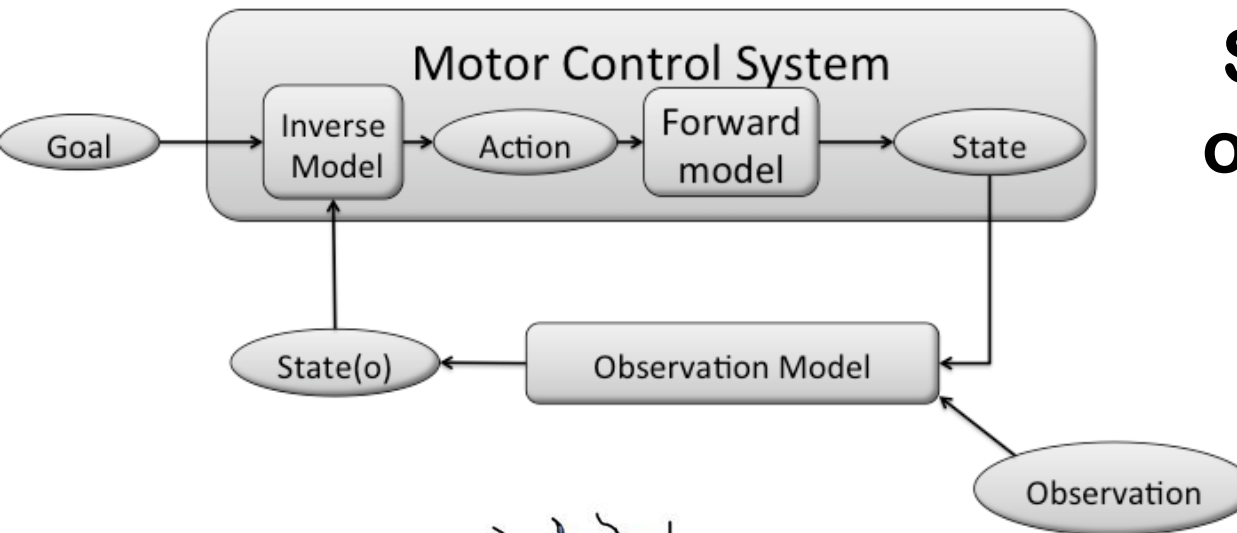 Motor Control System
Goal
Inverse
Model
Action
Forward
model
State
State(o)
Observation Model
Observation